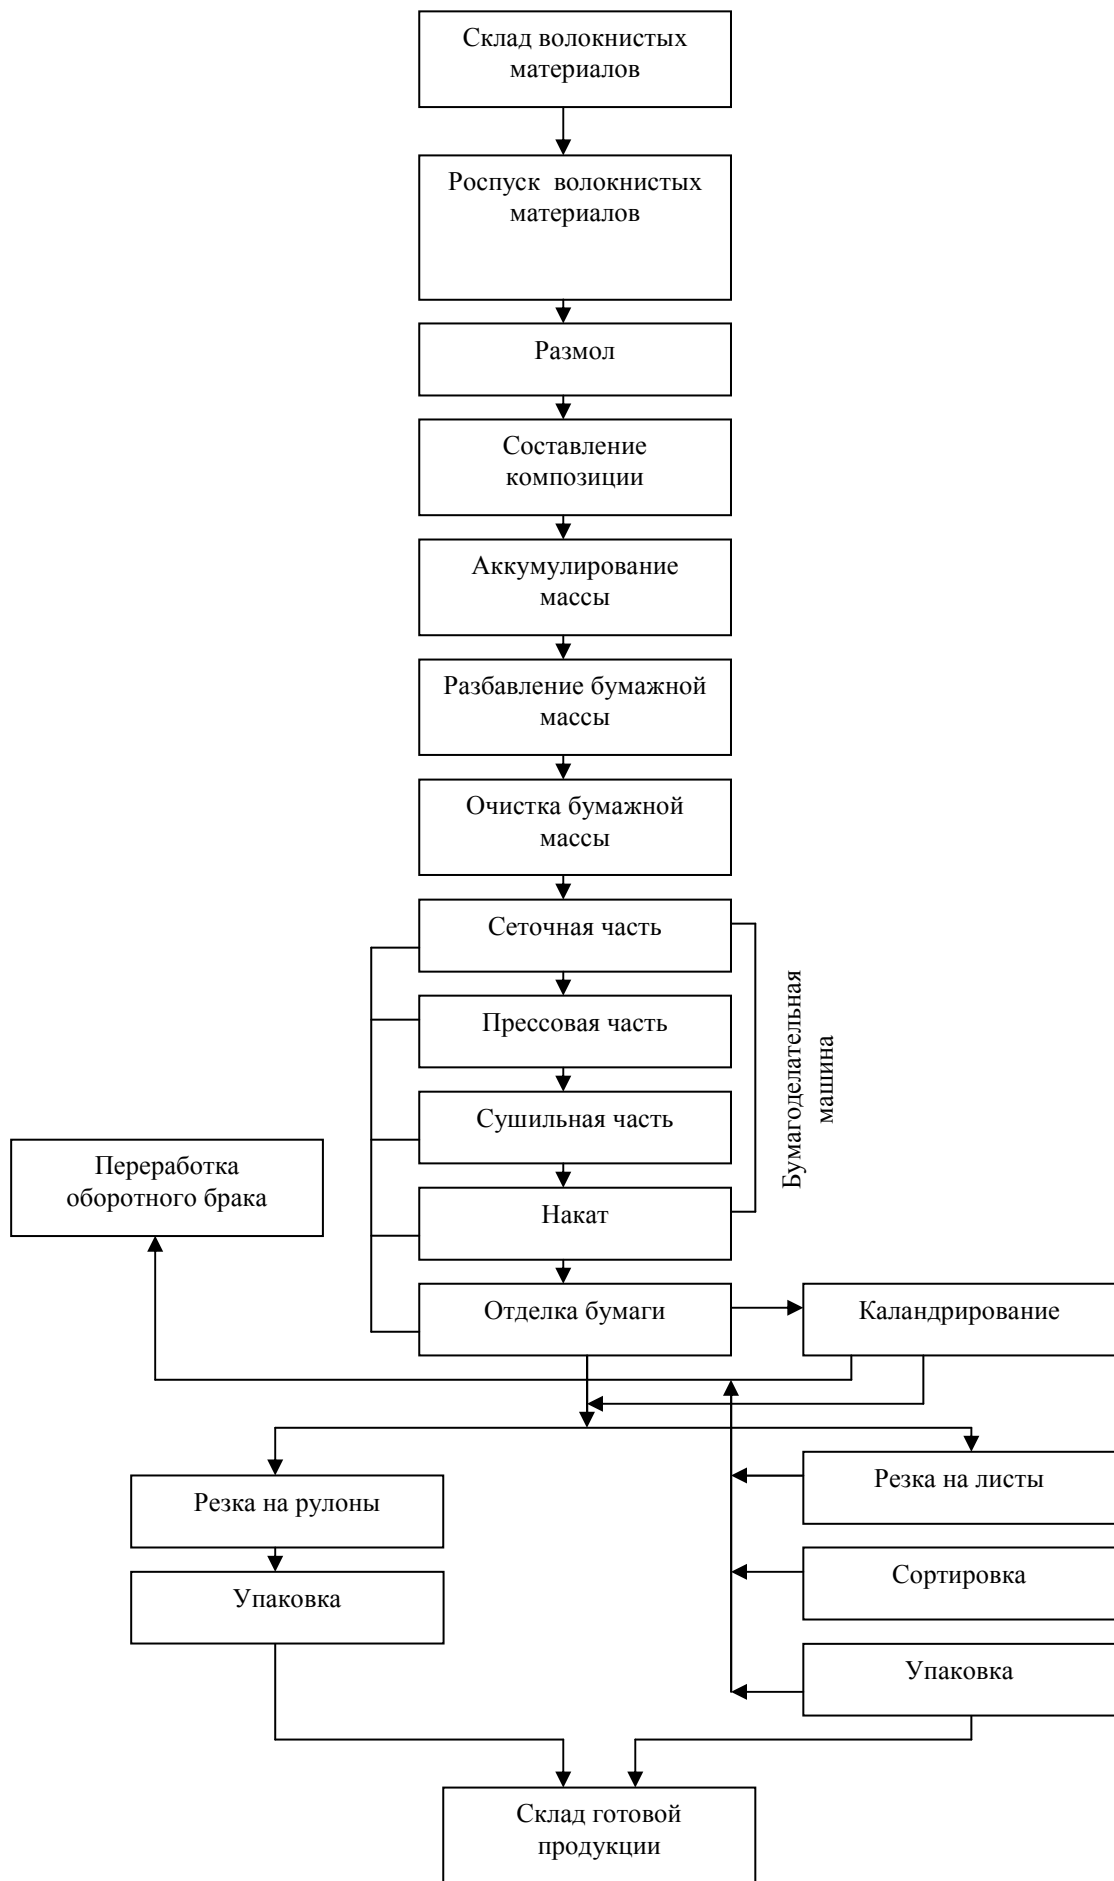 Склад волокнистых
материалов
Роспуск волокнистых
материалов
Размол
Составление
композиции
Аккумулирование
массы
Разбавление бумажной
массы
Очистка бумажной
массы
Сеточная часть
Прессовая часть
Сушильная часть
Накат
Бумагоделательная
машина
Переработка
оборотного брака
Отделка бумаги
Каландрирование
Резка на рулоны
Упаковка
Резка на листы
Сортировка
Упаковка
Склад готовой
продукции